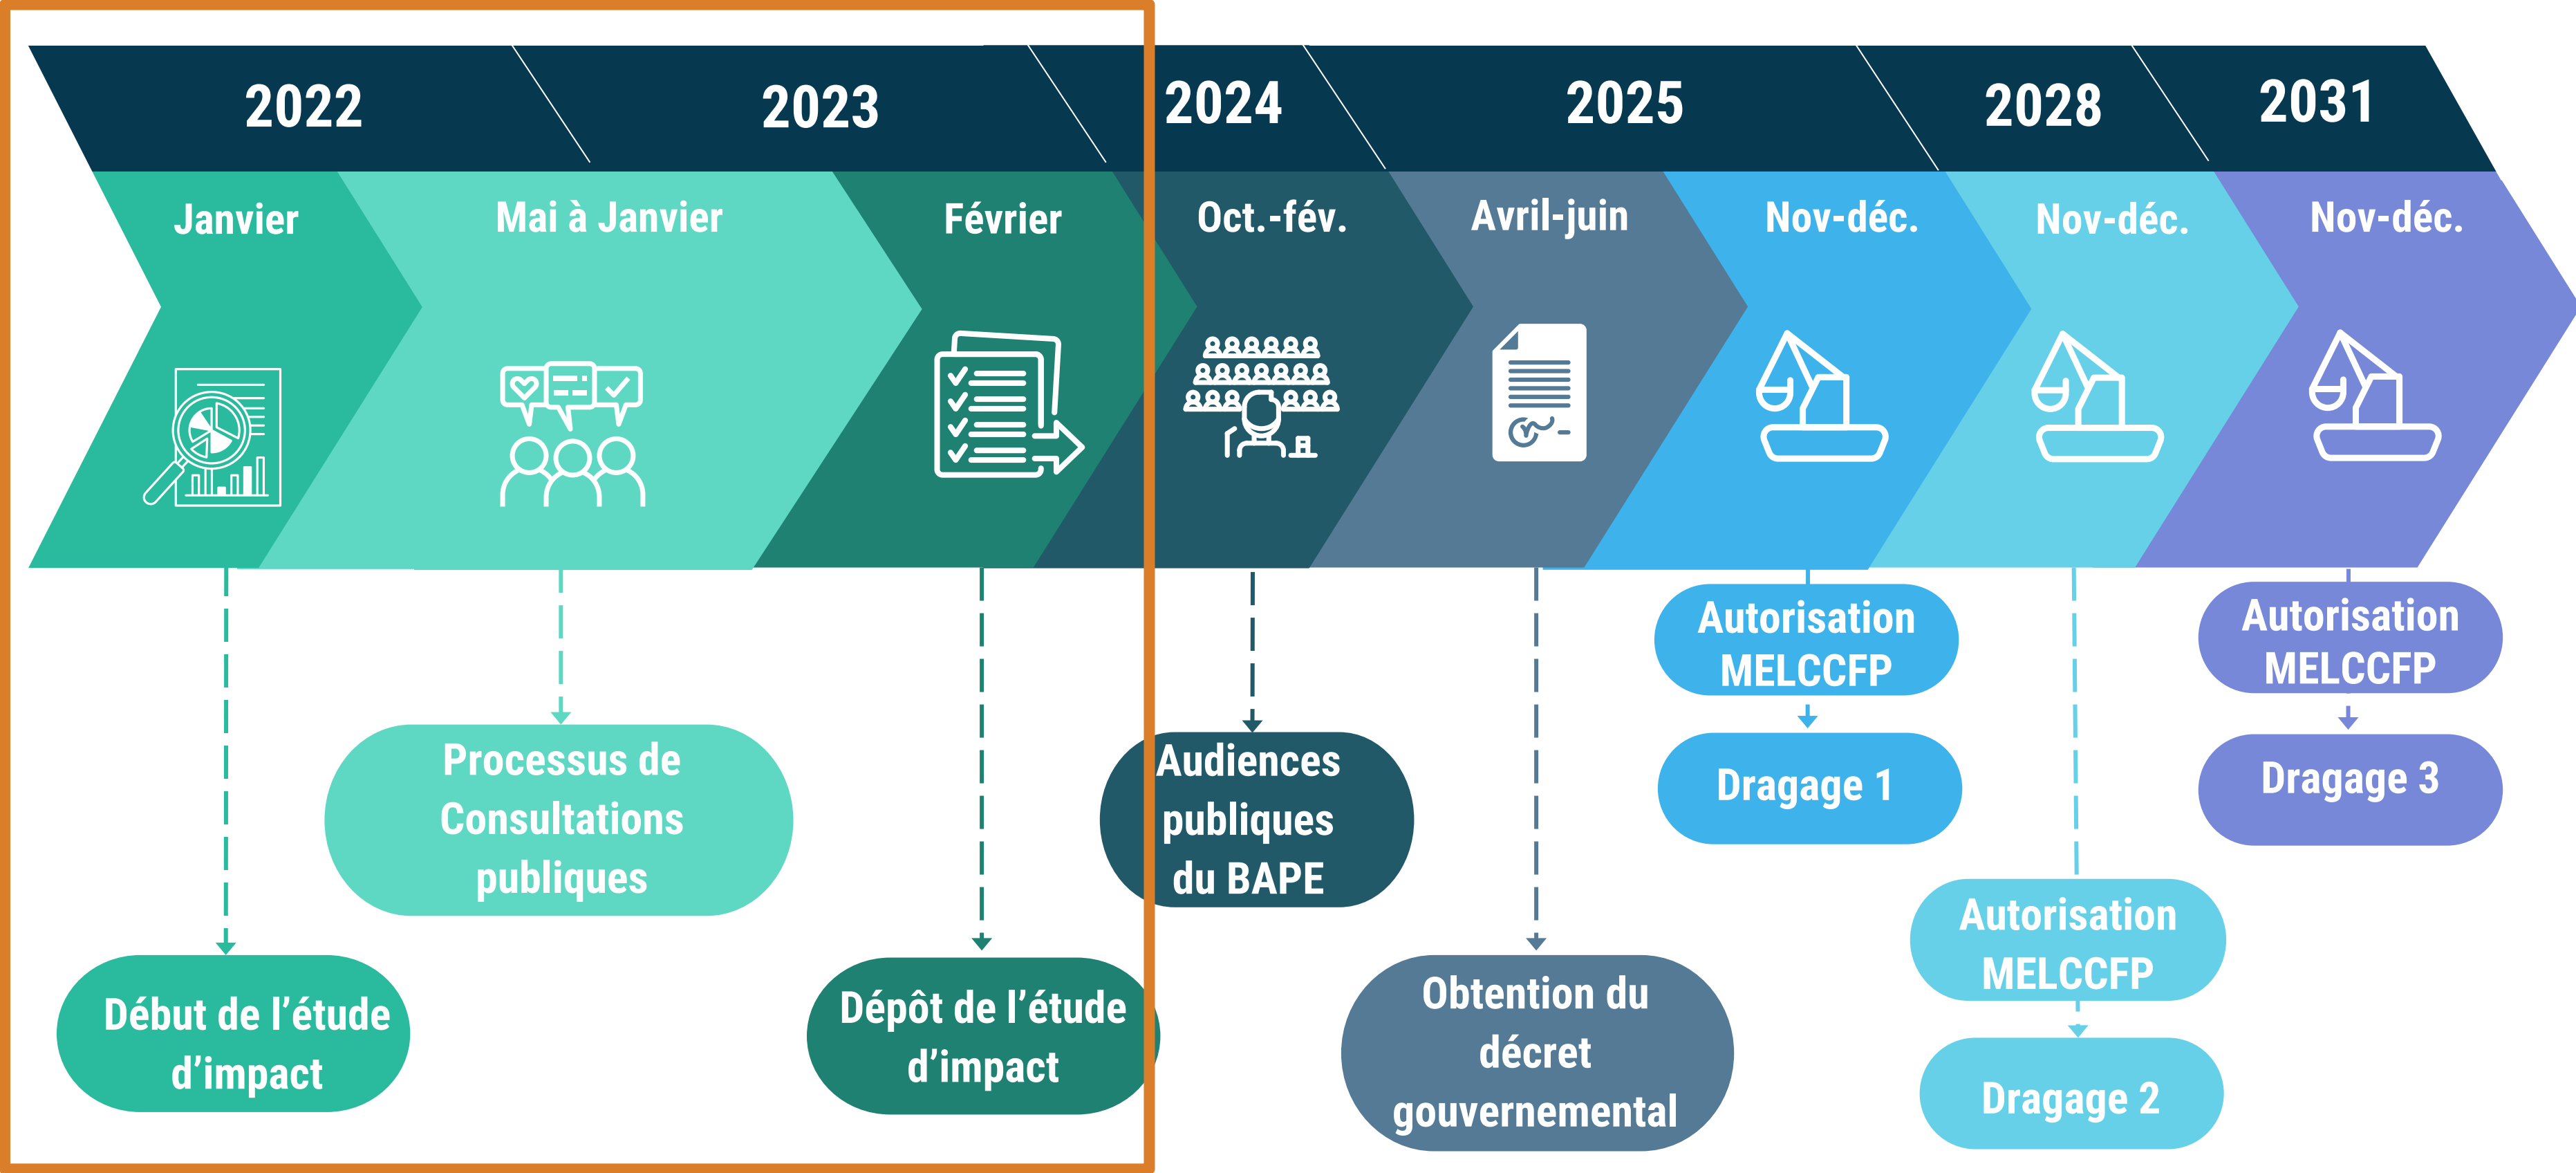 2022
2023
2024
2025
2028
2031
Janvier
Mai à Janvier
Février
Oct.-fév.
Avril-juin
Nov-déc.
Nov-déc.
Nov-déc.
Début de l’étude
d’impact
Processus de
Consultations
publiques
Dépôt de l’étude
d’impact
Audiences
publiques
du BAPE
Obtention du
décret
gouvernemental
Autorisation
MELCCFP
Dragage 1
Autorisation
MELCCFP
Dragage 2
Autorisation
MELCCFP
Dragage 3